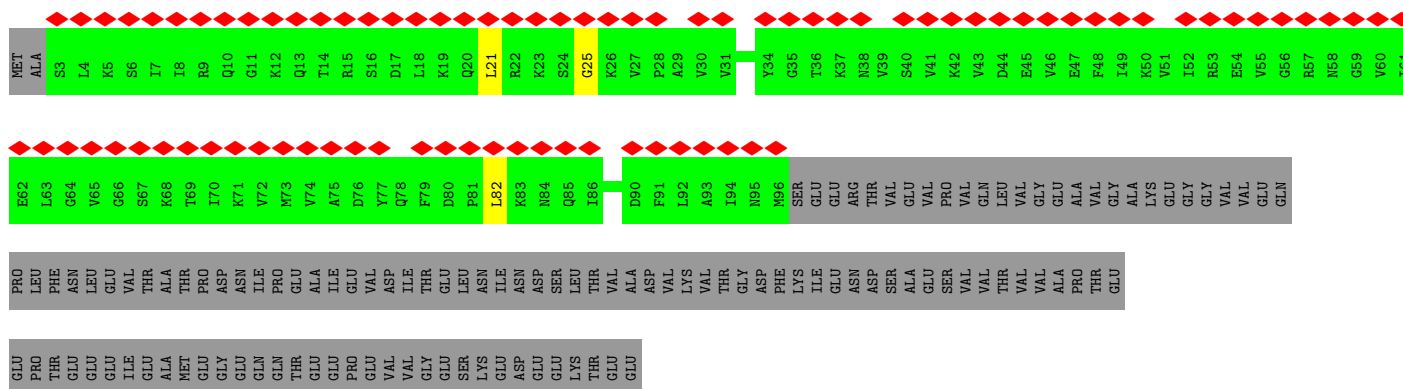 MET ALA S3 L4 K5 S6 I7 I8 R9 Q10 G11 K12 Q13 T14 R15 S16 D17 L18 K19 Q20 L21 R22 K23 S24 G25 K26 V27 P28 A29 V30 V31 Y34 G35 T36 K37 N38 V39 S40 V41 K42 V43 D44 E45 V46 E47 F48 I49 K50 V51 I52 R53 E54 V55 G56 R57 N58 G59 V60 I61
E62 L63 G64 V65 G66 S67 K68 T69 I70 K71 V72 M73 V74 A75 D76 Y77 Q78 F79 D80 P81 L82 K83 N84 Q85 I86 D90 F91 L92 A93 I94 N95 M96 SER GLU GLU ARG THR VAL GLU VAL PRO VAL GLN LEU VAL GLY GLU ALA VAL GLY ALA LYS GLU GLY GLY VAL VAL GLU GLN
PRO LEU PHE ASN LEU GLU VAL THR ALA THR PRO ASP ASN ILE PRO GLU ALA ILE GLU VAL ASP ILE THR GLU LEU ASN ILE ASN ASP SER LEU THR VAL ALA ASP VAL LYS VAL THR GLY ASP PHE LYS ILE GLU ASN ASP SER ALA GLU SER VAL VAL THR VAL VAL ALA PRO THR GLU
GLU PRO THR GLU GLU GLU ILE GLU ALA MET GLU GLY GLU GLN GLN THR GLU GLU PRO GLU VAL VAL GLY GLU SER LYS GLU ASP GLU GLU LYS THR GLU GLU